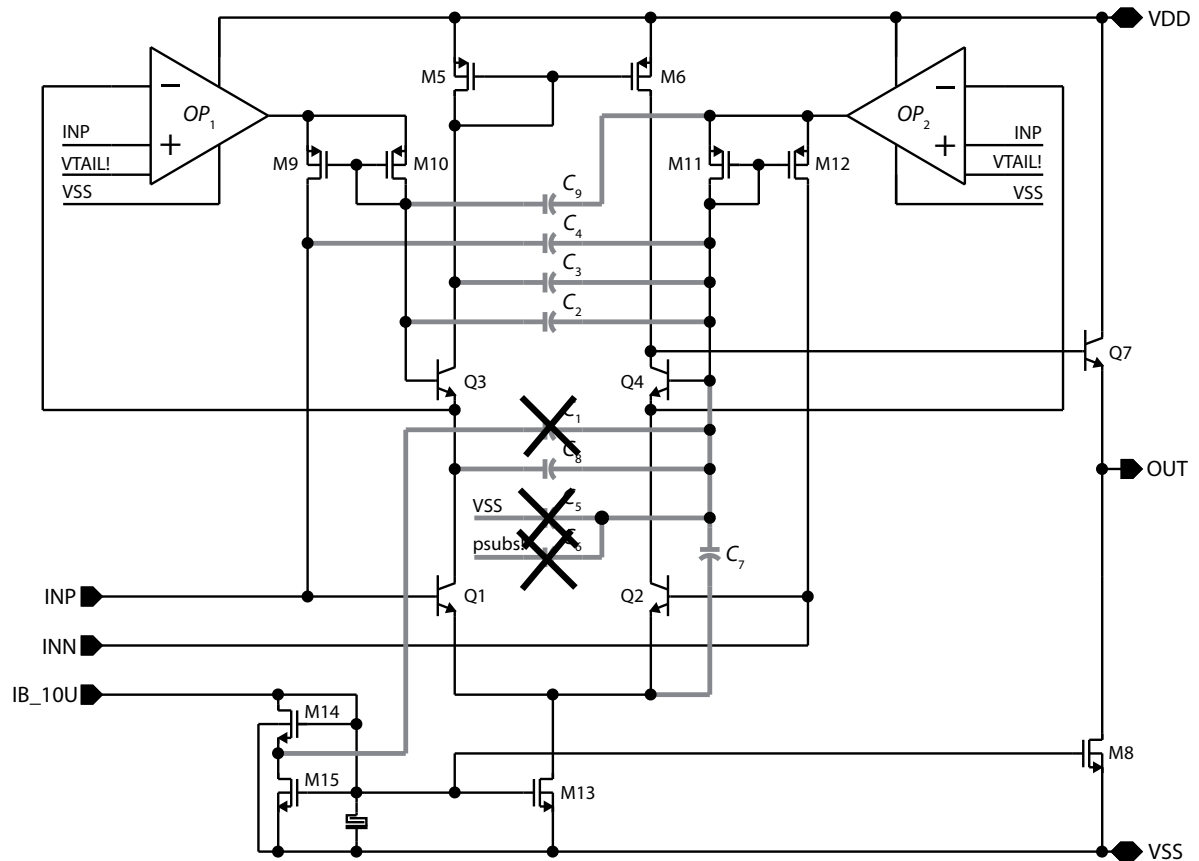 VDD
M5
M6
OP1
OP2
INP
VTAIL!
VSS
M9
M10
M11
M12
INP
VTAIL!
VSS
C9
C4
C3
C2
Q3
Q4
Q7
C1
C8
OUT
VSS
C5
psubs!
C6
C7
INP
Q1
Q2
INN
IB_10U
M14
M15
M13
M8
VSS